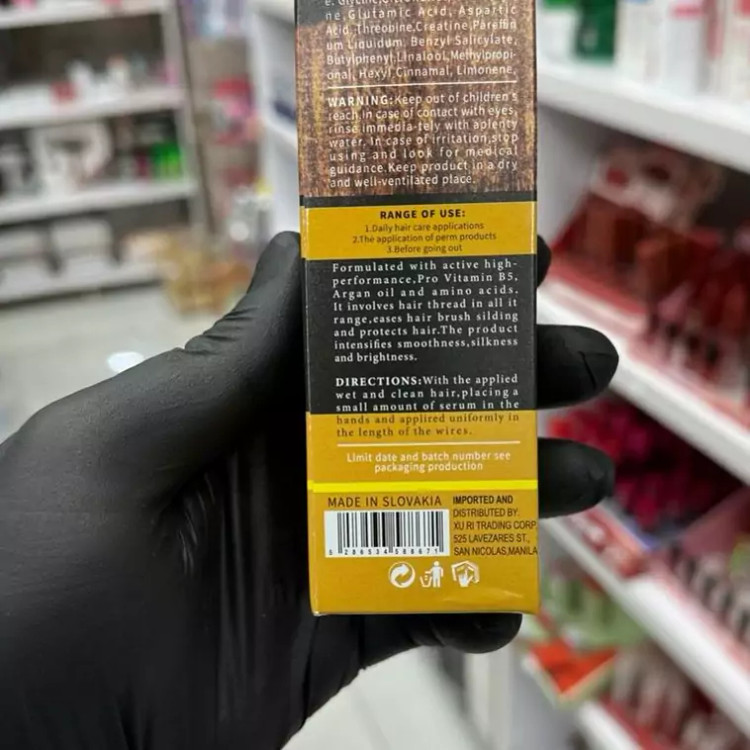 ne,Glutamic Acid, Aspartic
Acid Threonine,Creatine,Paraffin
um Liquidum, Benzyl Salicylate,
Butylphenyl,Linalool,Methylpropi-
onal, Hexyl Cinnamal, Limonene,
WARNING:Keep out of children's
reach in case of contact with eyes,
rinse immedia-tely with aplenty
water. In case of irritation,stop
using and look for medical
guidance.Keep product in a dry
and well-ventilated place.
RANGE OF USE:
1.Daily hair care applications
2.The application of perm products
3.Before going out
Formulated with active high-
performance,Pro Vitamin B5,
Argan oil and amino acids.
It involves hair thread in all it
range,eases hair brush silding
and protects hair.The product
intensifies smoothness,silkness
and brightness.
DIRECTIONS:With the applied
wet and clean hair,placing a
small amount of serum in the
hands and applired uniformly in
the length of the wires.
Limit date and batch number see
packaging production
MADE IN SLOVAKIA
IMPORTED AND
DISTRIBUTED BY:
XU RI TRADING CORP.
525 LAVEZARES ST.,
SAN NICOLAS,MANILA